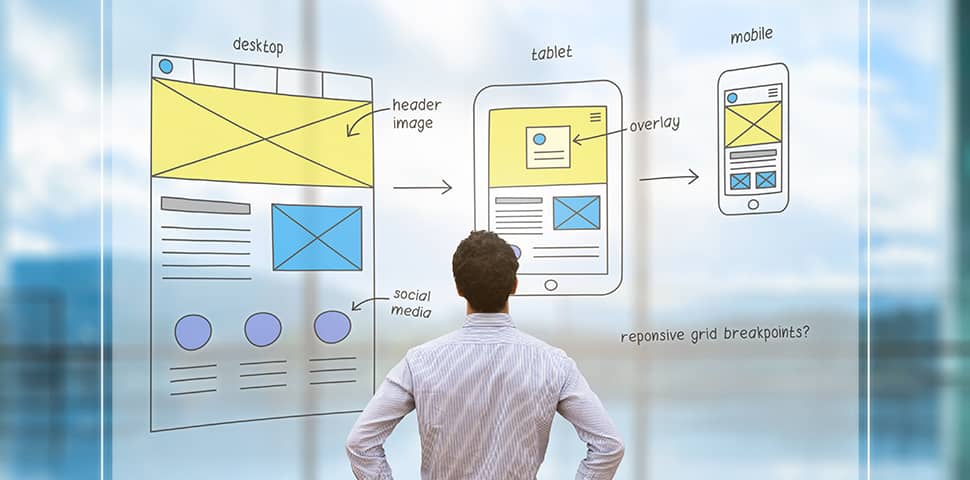 desktop
tablet
mobile
header
image
overlay
social
media
reponsive grid breakpoints?